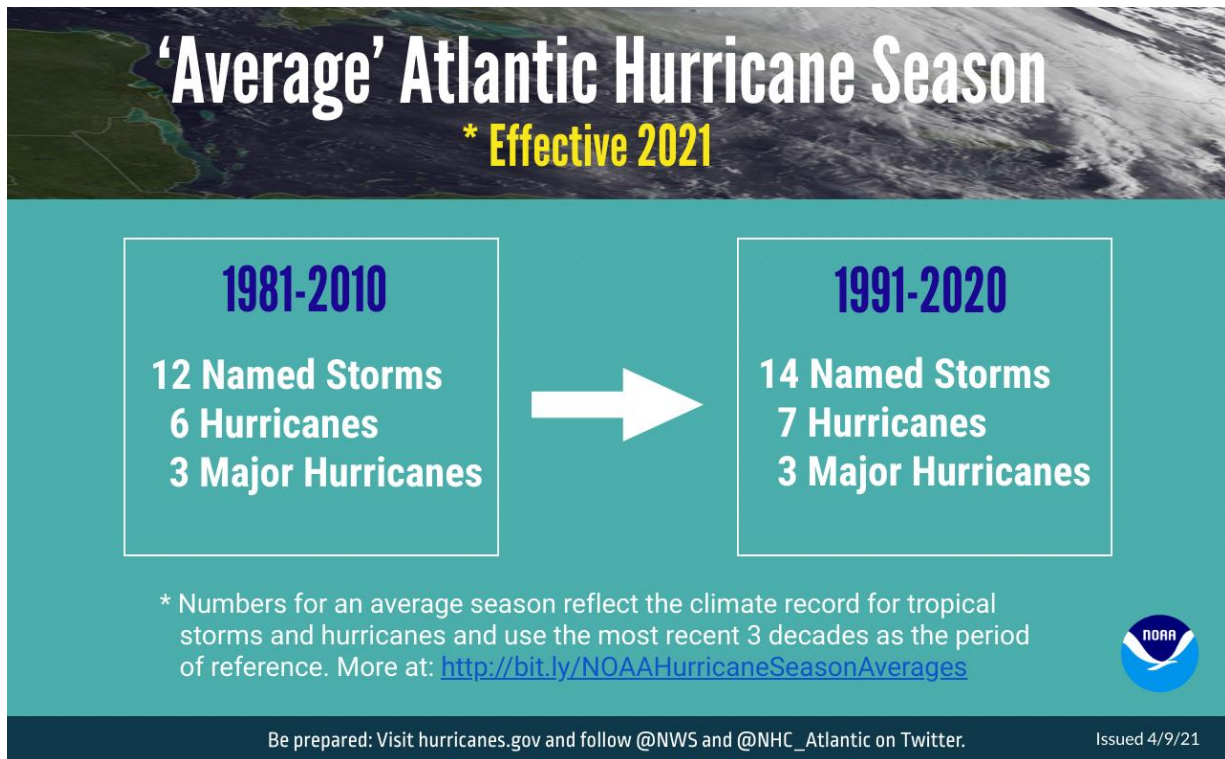 ‘Average’ Atlantic Hurricane Season
* Effective 2021
1981-2010
12 Named Storms
6 Hurricanes
3 Major Hurricanes
1991-2020
14 Named Storms
7 Hurricanes
3 Major Hurricanes
* Numbers for an average season reflect the climate record for tropical
storms and hurricanes and use the most recent 3 decades as the period
of reference. More at: http://bit.ly/NOAAHurricaneSeasonAverages
NOAA
Be prepared: Visit hurricanes.gov and follow @NWS and @NHC_Atlantic on Twitter.
Issued 4/9/21